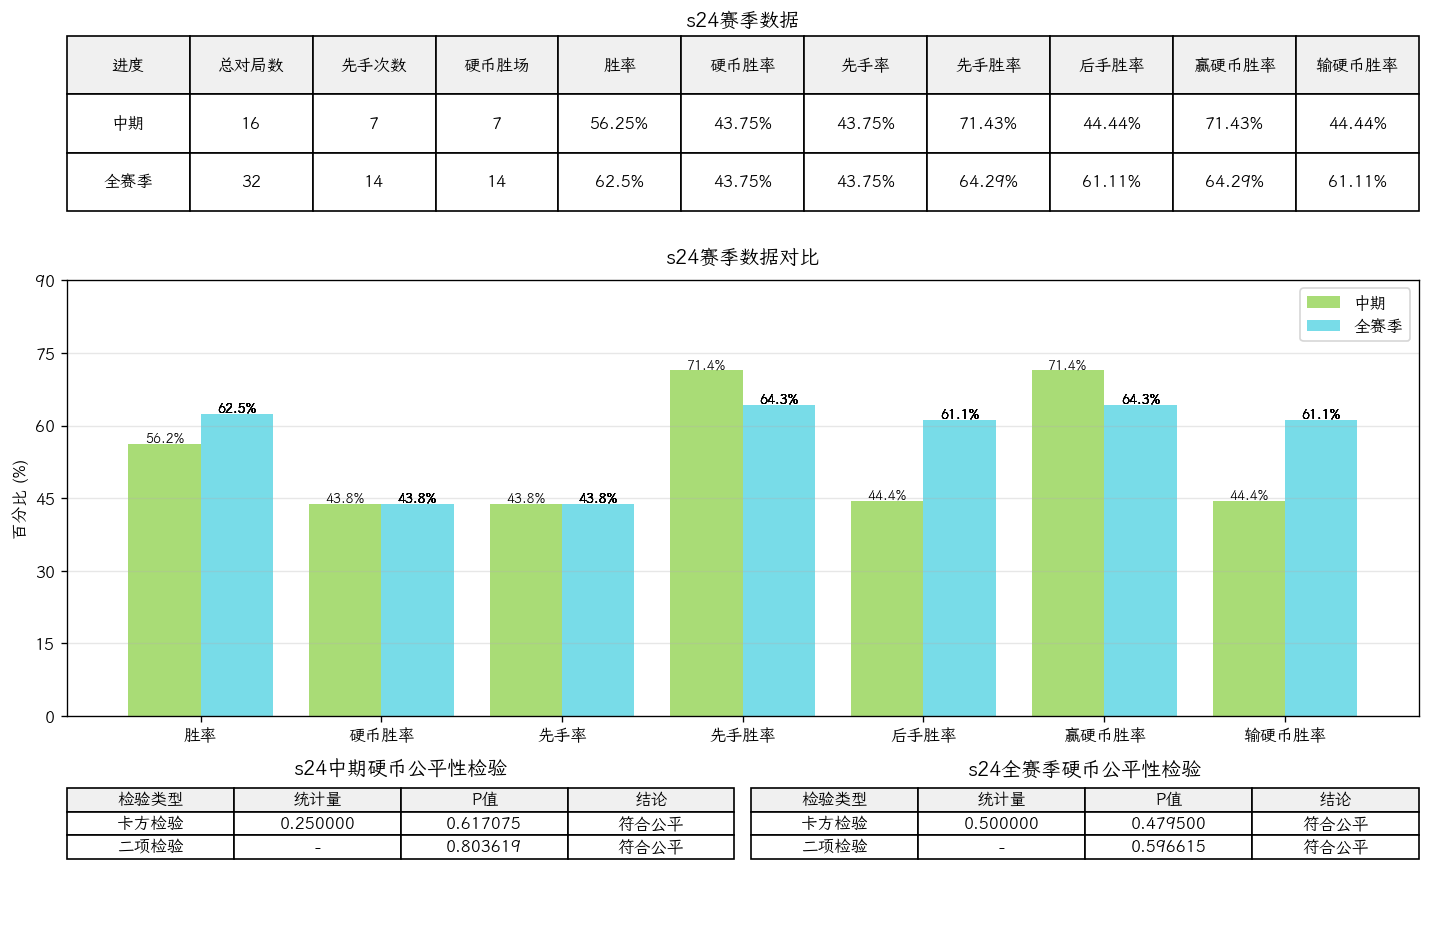 s24赛季数据
进度 总对局数 先手次数 硬币胜场 胜率 硬币胜率 先手率 先手胜率 后手胜率 赢硬币胜率 输硬币胜率
中期 16 7 7 56.25% 43.75% 43.75% 71.43% 44.44% 71.43% 44.44%
全赛季 32 14 14 62.5% 43.75% 43.75% 64.29% 61.11% 64.29% 61.11%
s24赛季数据对比
90
75
60
45
30
15
0
百分比 (%)
中期
全赛季
56.2% 62.5% 43.8% 43.8% 43.8% 43.8% 71.4% 64.3% 44.4% 61.1% 71.4% 64.3% 44.4% 61.1%
胜率 硬币胜率 先手率 先手胜率 后手胜率 赢硬币胜率 输硬币胜率
s24中期硬币公平性检验
检验类型 统计量 P值 结论
卡方检验 0.250000 0.617075 符合公平
二项检验 - 0.803619 符合公平
s24全赛季硬币公平性检验
检验类型 统计量 P值 结论
卡方检验 0.500000 0.479500 符合公平
二项检验 - 0.596615 符合公平